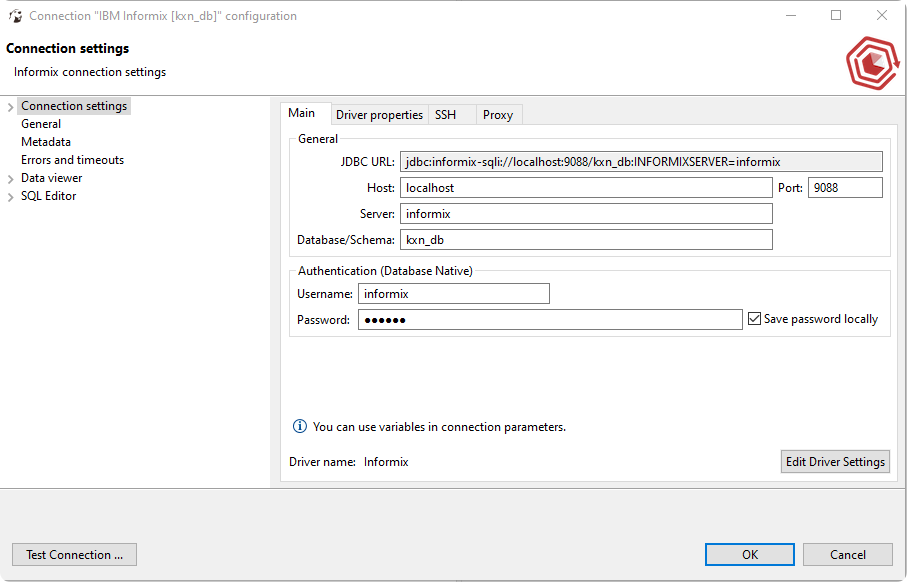 Connection "IBM Informix [kxn_db]" configuration
Connection settings
Informix connection settings
Connection settings
General
Metadata
Errors and timeouts
Data viewer
SQL Editor
Main Driver properties SSH Proxy
General
JDBC URL: jdbc:informix-sqli://localhost:9088/kxn_db:INFORMIXSERVER=informix
Host: localhost Port: 9088
Server: informix
Database/Schema: kxn_db
Authentication (Database Native)
Username: informix
Password: ●●●●●● Save password locally
You can use variables in connection parameters.
Driver name: Informix Edit Driver Settings
Test Connection ... OK Cancel